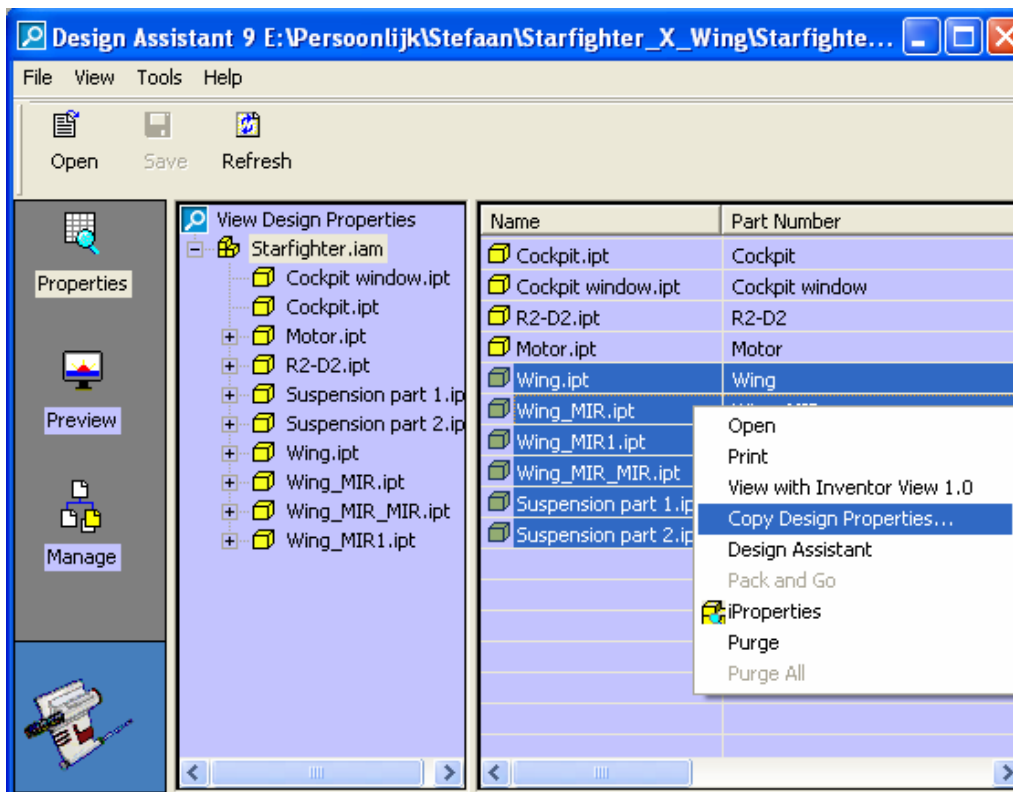 Design Assistant 9 E:\Persoonlijk\Stefaan\Starfighter_X_Wing\Starfighte...
File View Tools Help
Open Save Refresh
Properties
Preview
Manage
View Design Properties
Starfighter.iam
Cockpit window.ipt
Cockpit.ipt
Motor.ipt
R2-D2.ipt
Suspension part 1.ip
Suspension part 2.ip
Wing.ipt
Wing_MIR.ipt
Wing_MIR_MIR.ipt
Wing_MIR1.ipt
Name Part Number
Cockpit.ipt Cockpit
Cockpit window.ipt Cockpit window
R2-D2.ipt R2-D2
Motor.ipt Motor
Wing.ipt Wing
Wing_MIR.ipt
Wing_MIR1.ipt
Wing_MIR_MIR.ipt
Suspension part 1.ip
Suspension part 2.ip
Open
Print
View with Inventor View 1.0
Copy Design Properties...
Design Assistant
Pack and Go
iProperties
Purge
Purge All